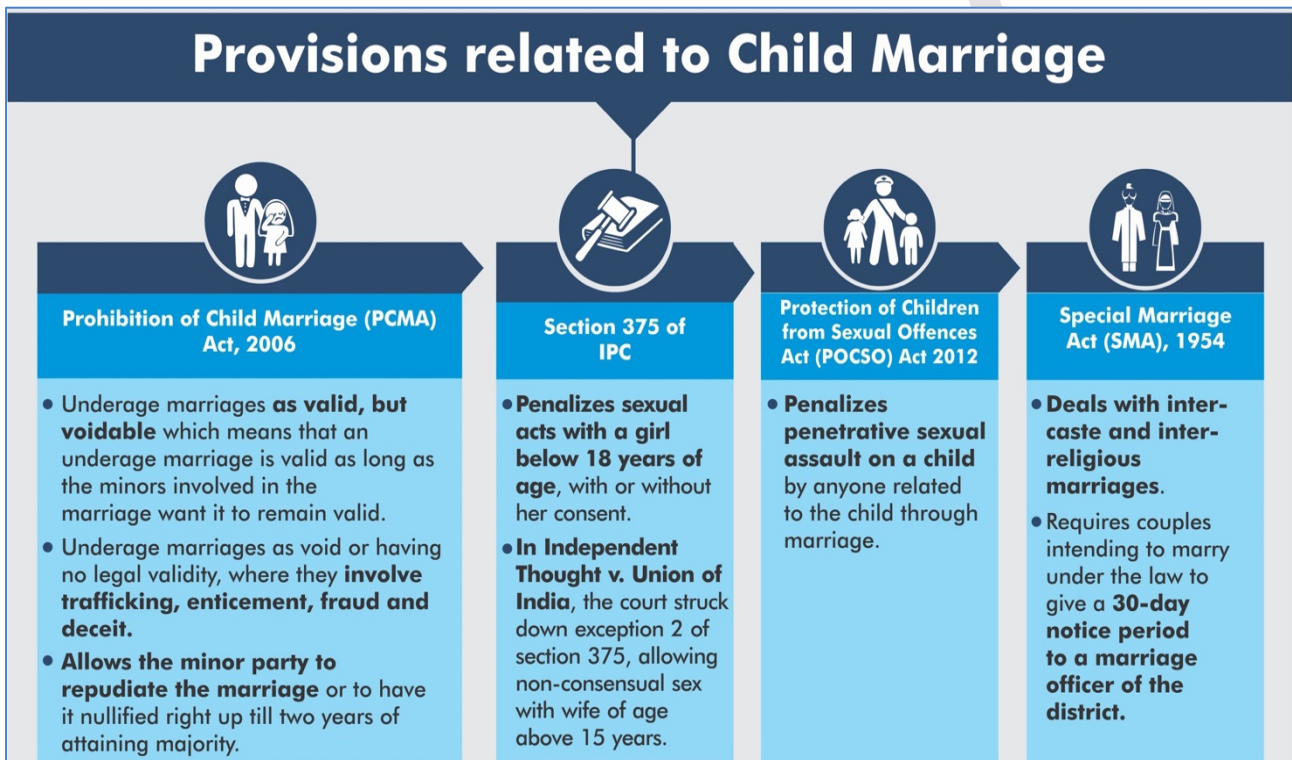 Provisions related to Child Marriage
Prohibition of Child Marriage (PCMA)
Act, 2006
• Underage marriages as valid, but
voidable which means that an
underage marriage is valid as long as
the minors involved in the
marriage want it to remain valid.
• Underage marriages as void or having
no legal validity, where they involve
trafficking, enticement, fraud and
deceit.
• Allows the minor party to
repudiate the marriage or to have
it nullified right up till two years of
attaining majority.
Section 375 of
IPC
• Penalizes sexual
acts with a girl
below 18 years of
age, with or without
her consent.
• In Independent
Thought v. Union of
India, the court struck
down exception 2 of
section 375, allowing
non-consensual sex
with wife of age
above 15 years.
Protection of Children
from Sexual Offences
Act (POCSO) Act 2012
• Penalizes
penetrative sexual
assault on a child
by anyone related
to the child through
marriage.
Special Marriage
Act (SMA), 1954
• Deals with inter-
caste and inter-
religious
marriages.
• Requires couples
intending to marry
under the law to
give a 30-day
notice period
to a marriage
officer of the
district.